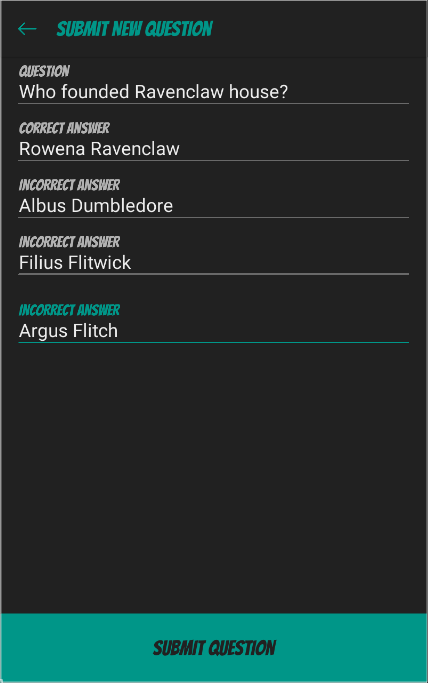 SUBMIT NEW QUESTION
QUESTION
Who founded Ravenclaw house?
CORRECT ANSWER
Rowena Ravenclaw
INCORRECT ANSWER
Albus Dumbledore
INCORRECT ANSWER
Filius Flitwick
INCORRECT ANSWER
Argus Flitch
SUBMIT QUESTION